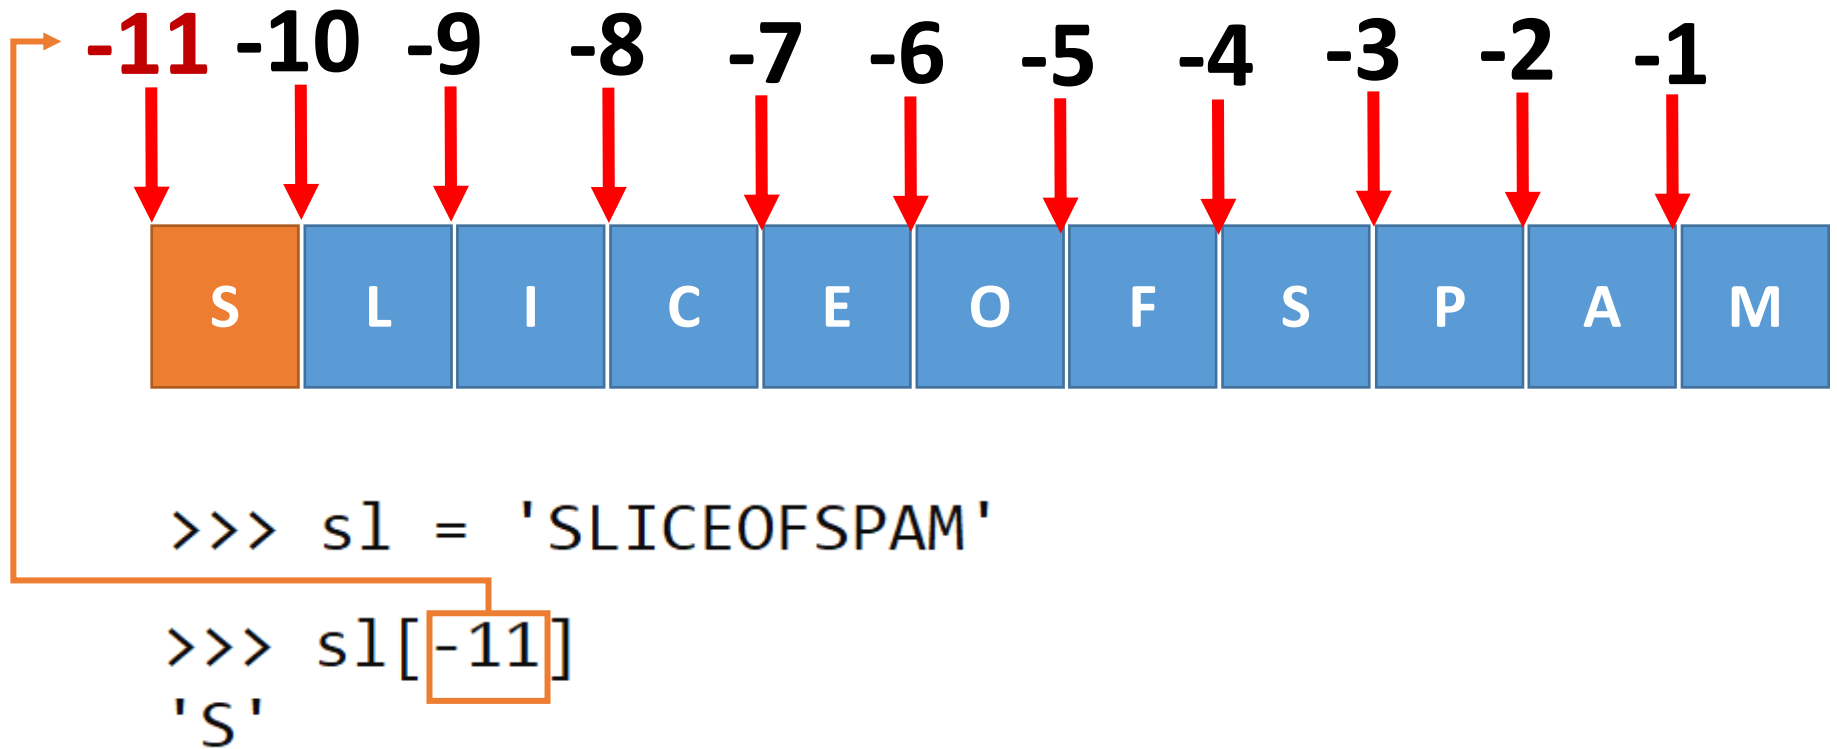 -11 -10 -9 -8 -7 -6 -5 -4 -3 -2 -1
S L I C E O F S P A M
>>> sl = 'SLICEOFSPAM'
>>> sl[-11]
'S'